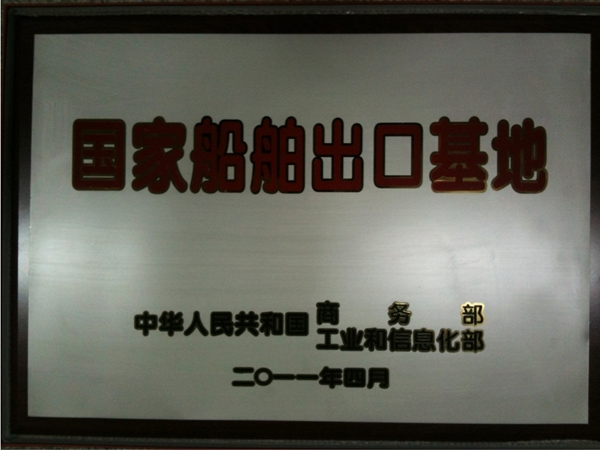 国家船舶出口基地
中华人民共和国 商务部
工业和信息化部
二〇一一年四月